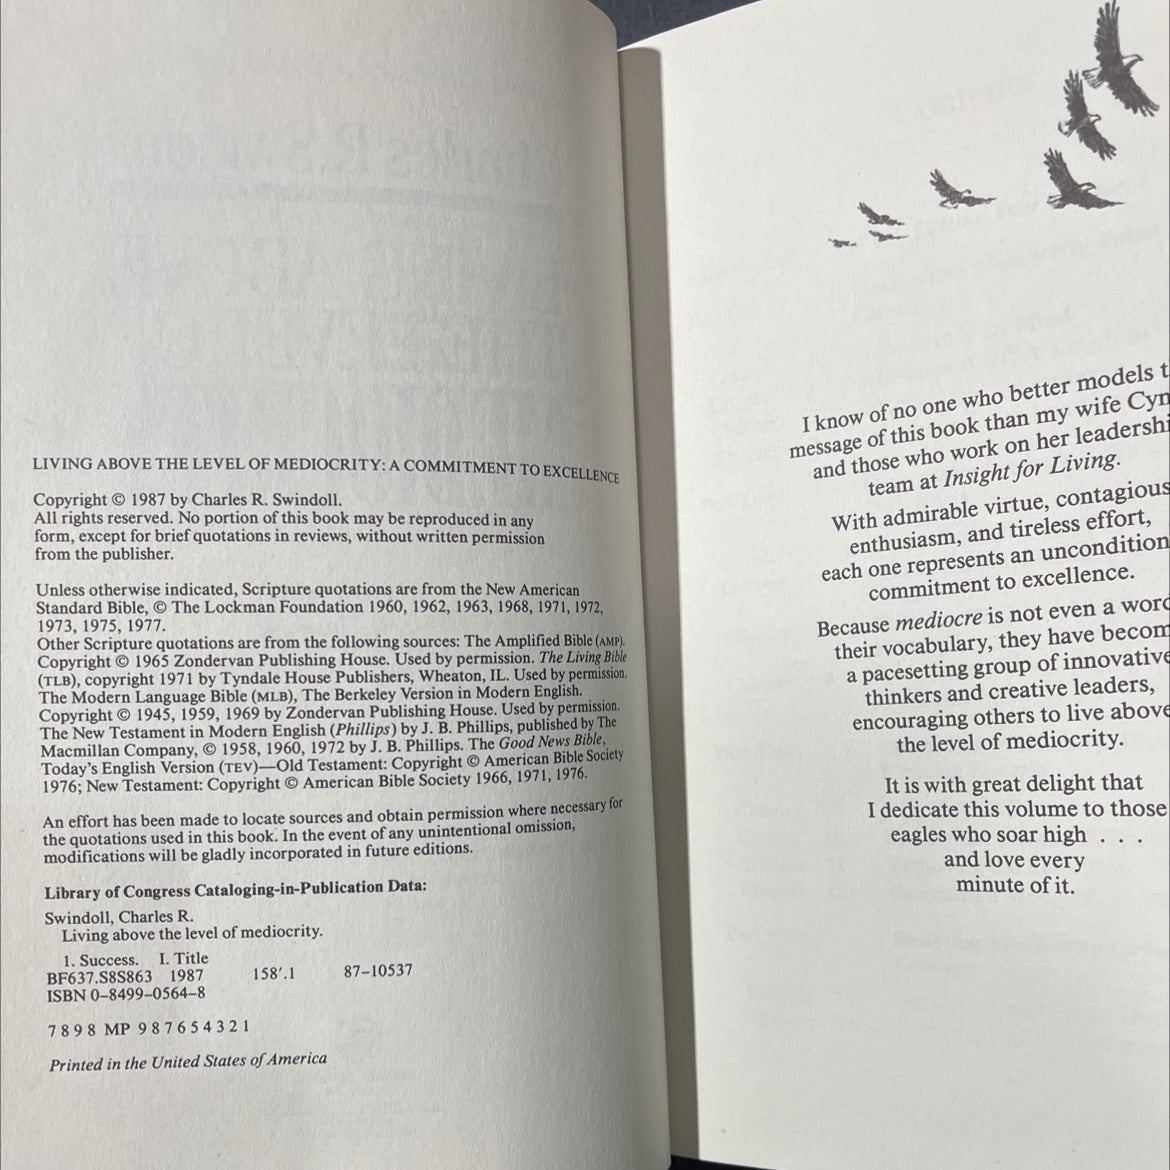 LIVING ABOVE THE LEVEL OF MEDIOCRITY: A COMMITMENT TO EXCELLENCE
Copyright © 1987 by Charles R. Swindoll.
All rights reserved. No portion of this book may be reproduced in any
form, except for brief quotations in reviews, without written permission
from the publisher.
Unless otherwise indicated, Scripture quotations are from the New American
Standard Bible, © The Lockman Foundation 1960, 1962, 1963, 1968, 1971, 1972,
1973, 1975, 1977.
Other Scripture quotations are from the following sources: The Amplified Bible (AMP).
Copyright © 1965 Zondervan Publishing House. Used by permission. The Living Bible
(TLB), copyright 1971 by Tyndale House Publishers, Wheaton, IL. Used by permission.
The Modern Language Bible (MLB), The Berkeley Version in Modern English.
Copyright © 1945, 1959, 1969 by Zondervan Publishing House. Used by permission.
The New Testament in Modern English (Phillips) by J. B. Phillips, published by The
Macmillan Company, © 1958, 1960, 1972 by J. B. Phillips. The Good News Bible,
Today's English Version (TEV)—Old Testament: Copyright © American Bible Society
1976; New Testament: Copyright © American Bible Society 1966, 1971, 1976.
An effort has been made to locate sources and obtain permission where necessary for
the quotations used in this book. In the event of any unintentional omission,
modifications will be gladly incorporated in future editions.
Library of Congress Cataloging-in-Publication Data:
Swindoll, Charles R.
Living above the level of mediocrity.
1. Success. I. Title
BF637.S8S863 1987 158′.1 87–10537
ISBN 0–8499–0564–8
7 8 9 8 MP 9 8 7 6 5 4 3 2 1
Printed in the United States of America
I know of no one who better models t
message of this book than my wife Cyn
and those who work on her leadershi
team at Insight for Living.
With admirable virtue, contagious
enthusiasm, and tireless effort,
each one represents an uncondition
commitment to excellence.
Because mediocre is not even a word
their vocabulary, they have becom
a pacesetting group of innovative
thinkers and creative leaders,
encouraging others to live above
the level of mediocrity.
It is with great delight that
I dedicate this volume to those
eagles who soar high . . .
and love every
minute of it.